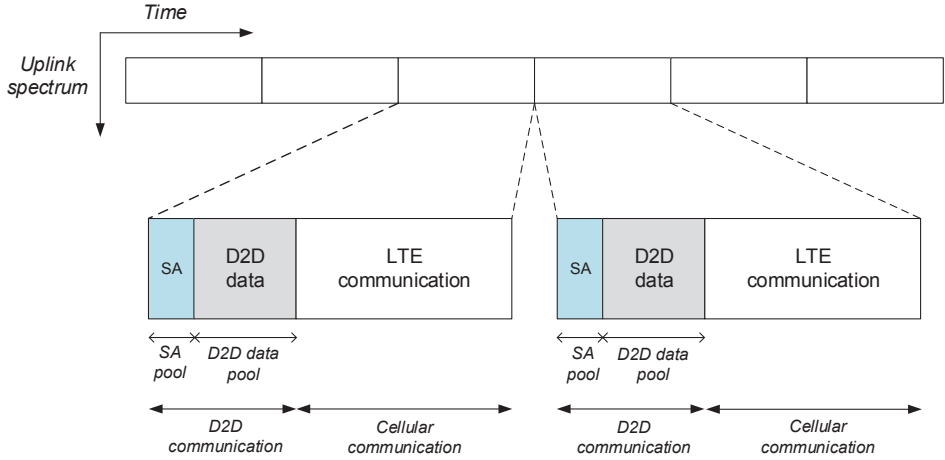 Time
Uplink
spectrum
SA
D2D
data
LTE
communication
SA
D2D
data
LTE
communication
SA
pool
D2D data
pool
SA
pool
D2D data
pool
D2D
communication
Cellular
communication
D2D
communication
Cellular
communication